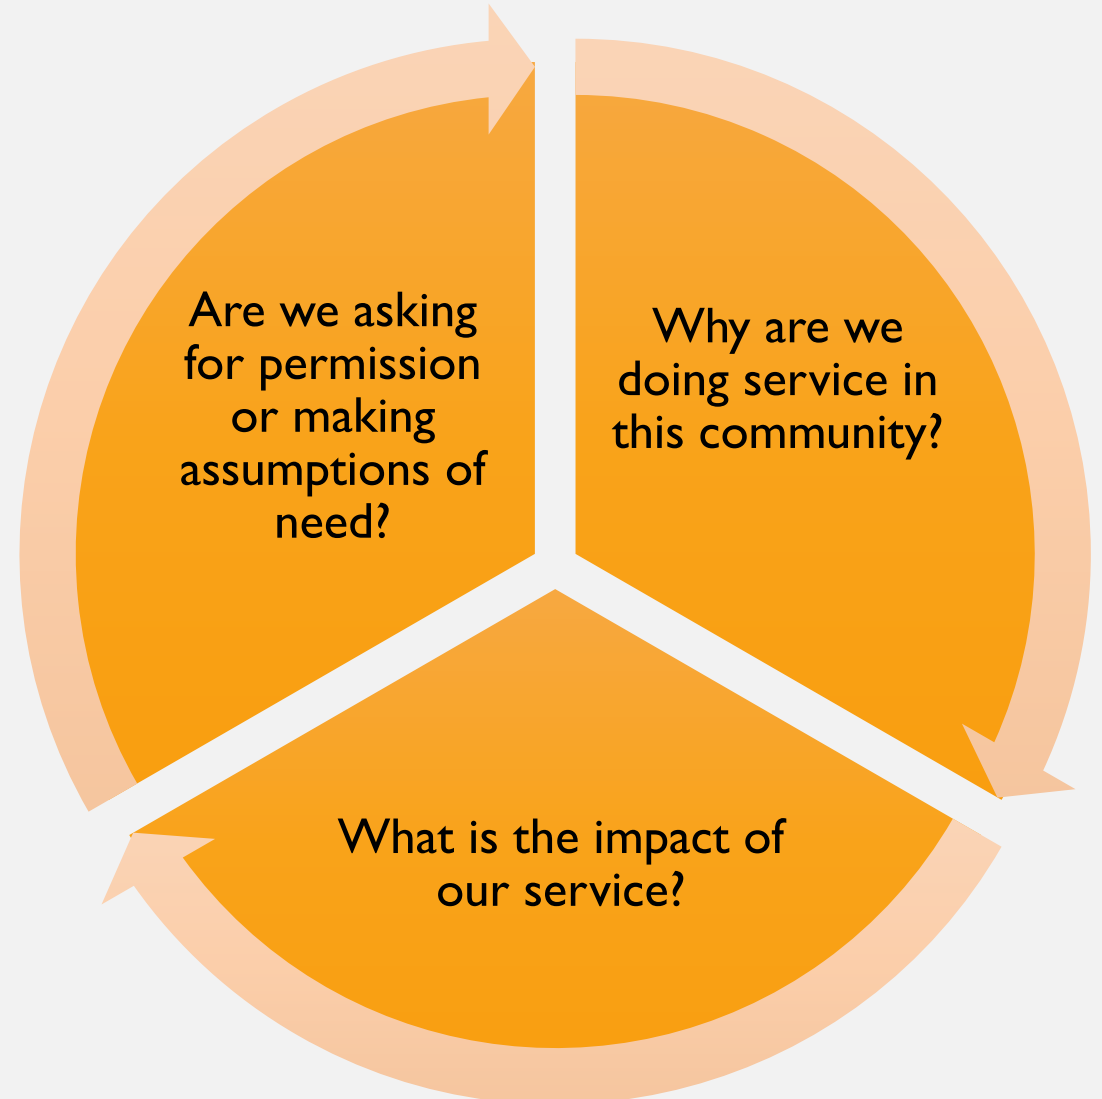 Are we asking
for permission
or making
assumptions of
need?
Why are we
doing service in
this community?
What is the impact of
our service?